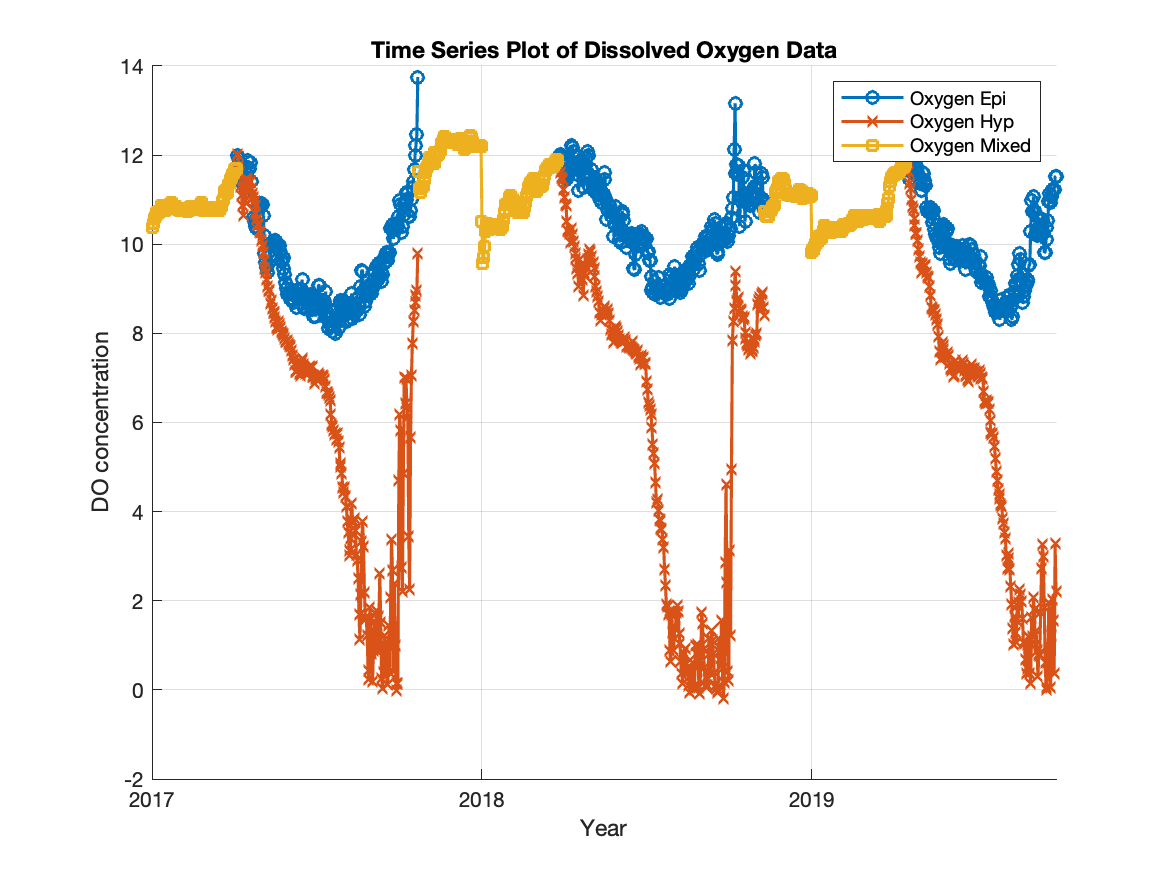 Time Series Plot of Dissolved Oxygen Data
14
12
10
8
6
4
2
0
-2
DO concentration
Oxygen Epi
Oxygen Hyp
Oxygen Mixed
2017
2018
2019
Year